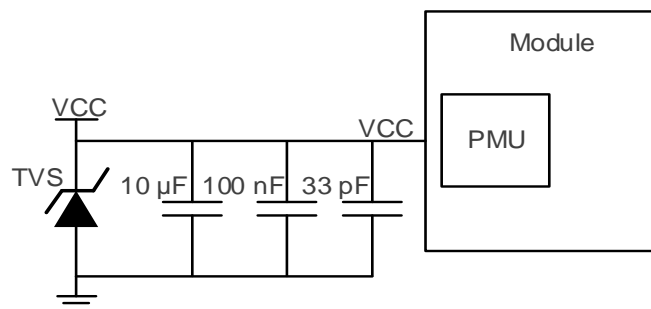 Module
VCC
VCC
PMU
TVS
10 µF
100 nF
33 pF